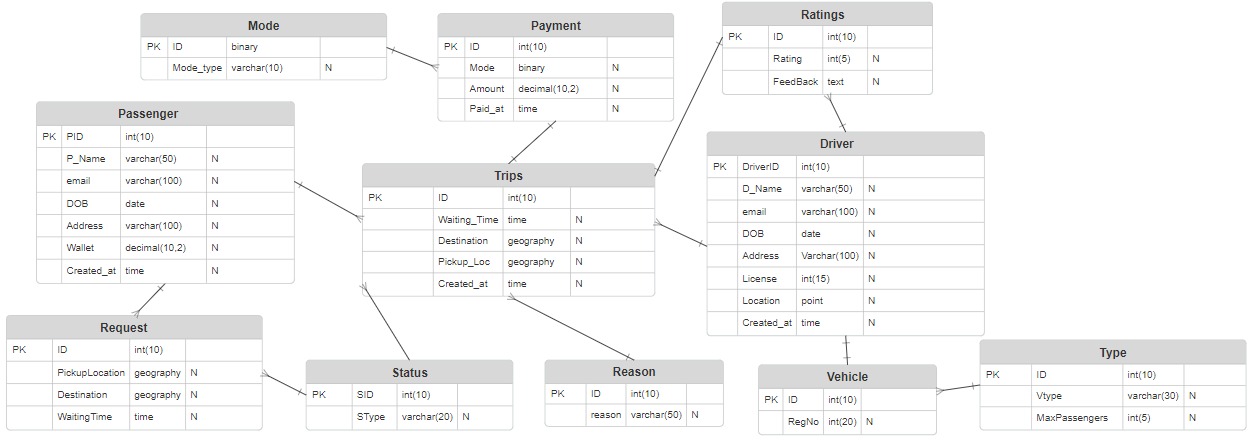 Mode
PK ID binary
Mode_type varchar(10) N
Payment
PK ID int(10)
Mode binary N
Amount decimal(10,2) N
Paid_at time N
Ratings
PK ID int(10)
Rating int(5) N
FeedBack text N
Passenger
PK PID int(10)
P_Name varchar(50) N
email varchar(100) N
DOB date N
Address varchar(100) N
Wallet decimal(10,2) N
Created_at time N
Trips
PK ID int(10)
Waiting_Time time N
Destination geography N
Pickup_Loc geography N
Created_at time N
Driver
PK DriverID int(10)
D_Name varchar(50) N
email varchar(100) N
DOB date N
Address Varchar(100) N
License int(15) N
Location point N
Created_at time N
Request
PK ID int(10)
PickupLocation geography N
Destination geography N
WaitingTime time N
Status
PK SID int(10)
SType varchar(20) N
Reason
PK ID int(10)
reason varchar(50) N
Vehicle
PK ID int(10)
RegNo int(20) N
Type
PK ID int(10)
Vtype varchar(30) N
MaxPassengers int(5) N